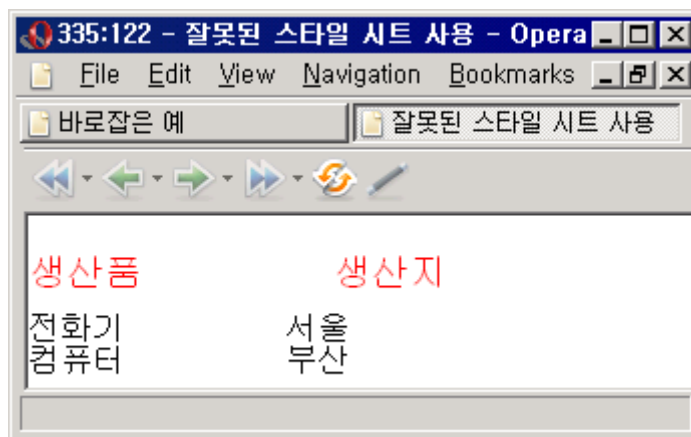 335:122 - 잘못된 스타일 시트 사용 - Opera
File Edit View Navigation Bookmarks
바로잡은 예 잘못된 스타일 시트 사용
생산품 생산지
전화기 서울
컴퓨터 부산